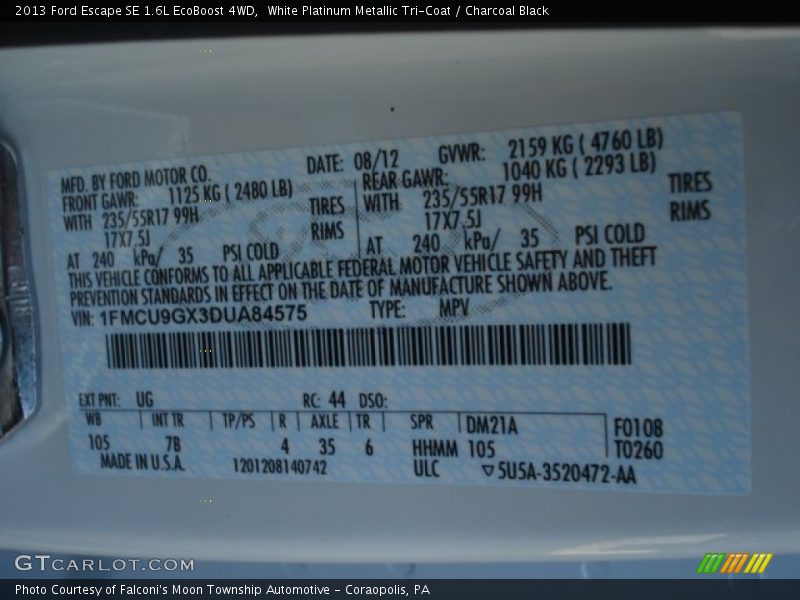 2013 Ford Escape SE 1.6L EcoBoost 4WD, White Platinum Metallic Tri-Coat / Charcoal Black
MFD. BY FORD MOTOR CO. DATE: 08/12 GVWR: 2159 KG ( 4760 LB)
FRONT GAWR: 1125 KG ( 2480 LB) REAR GAWR: 1040 KG ( 2293 LB)
WITH 235/55R17 99H TIRES WITH 235/55R17 99H TIRES
17X7.5J RIMS 17X7.5J RIMS
AT 240 kPa/ 35 PSI COLD AT 240 kPa/ 35 PSI COLD
THIS VEHICLE CONFORMS TO ALL APPLICABLE FEDERAL MOTOR VEHICLE SAFETY AND THEFT
PREVENTION STANDARDS IN EFFECT ON THE DATE OF MANUFACTURE SHOWN ABOVE.
VIN: 1FMCU9GX3DUA84575 TYPE: MPV
EXT PNT: UG RC: 44 DSO:
WB INT TR TP/PS R AXLE TR SPR DM21A F0108
105 7B 4 35 6 HHMM 105 T0260
MADE IN U.S.A. 1201208140742 ULC 5U5A-3520472-AA
GTCARLOT.COM
Photo Courtesy of Falconi's Moon Township Automotive - Coraopolis, PA